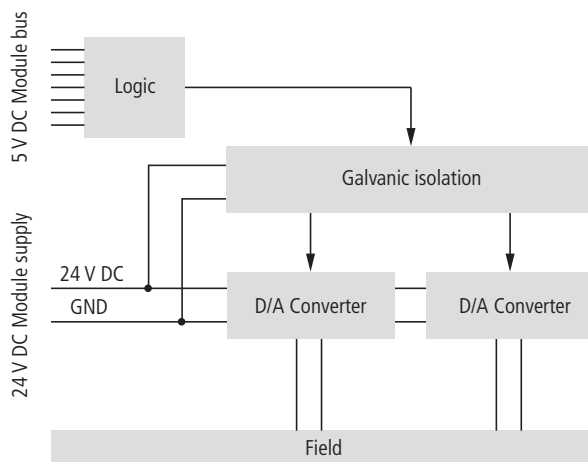 5 V DC Module bus
Logic
Galvanic isolation
24 V DC Module supply
24 V DC
GND
D/A Converter
D/A Converter
Field